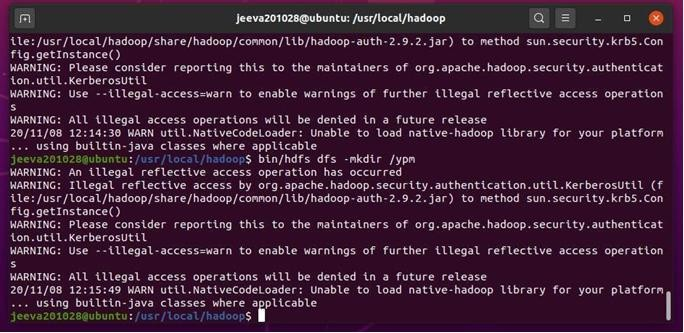 jeeva201028@ubuntu: /usr/local/hadoop
ile:/usr/local/hadoop/share/hadoop/common/lib/hadoop-auth-2.9.2.jar) to method sun.security.krb5.Con
fig.getInstance()
WARNING: Please consider reporting this to the maintainers of org.apache.hadoop.security.authenticat
ion.util.KerberosUtil
WARNING: Use --illegal-access=warn to enable warnings of further illegal reflective access operation
s
WARNING: All illegal access operations will be denied in a future release
20/11/08 12:14:30 WARN util.NativeCodeLoader: Unable to load native-hadoop library for your platform
... using builtin-java classes where applicable
jeeva201028@ubuntu:/usr/local/hadoop$ bin/hdfs dfs -mkdir /ypm
WARNING: An illegal reflective access operation has occurred
WARNING: Illegal reflective access by org.apache.hadoop.security.authentication.util.KerberosUtil (f
ile:/usr/local/hadoop/share/hadoop/common/lib/hadoop-auth-2.9.2.jar) to method sun.security.krb5.Con
fig.getInstance()
WARNING: Please consider reporting this to the maintainers of org.apache.hadoop.security.authenticat
ion.util.KerberosUtil
WARNING: Use --illegal-access=warn to enable warnings of further illegal reflective access operation
s
WARNING: All illegal access operations will be denied in a future release
20/11/08 12:15:49 WARN util.NativeCodeLoader: Unable to load native-hadoop library for your platform
... using builtin-java classes where applicable
jeeva201028@ubuntu:/usr/local/hadoop$